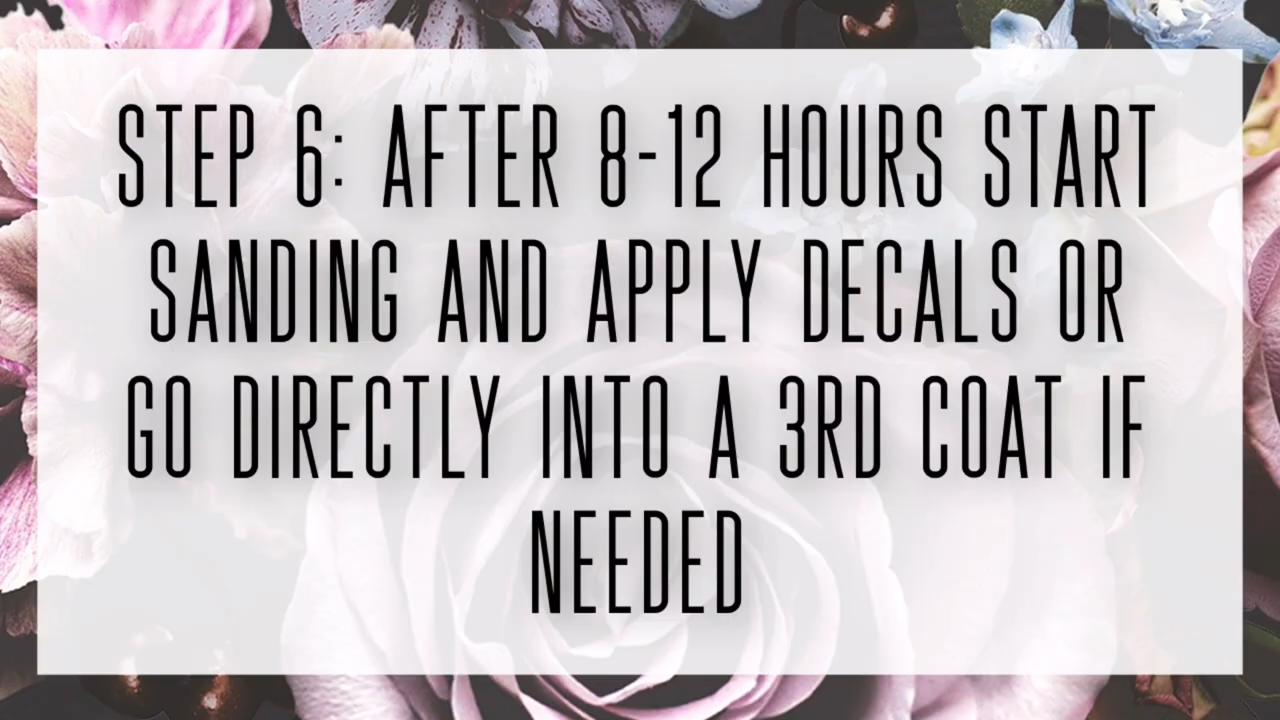 STEP 6: AFTER 8-12 HOURS START
SANDING AND APPLY DECALS OR
GO DIRECTLY INTO A 3RD COAT IF
NEEDED